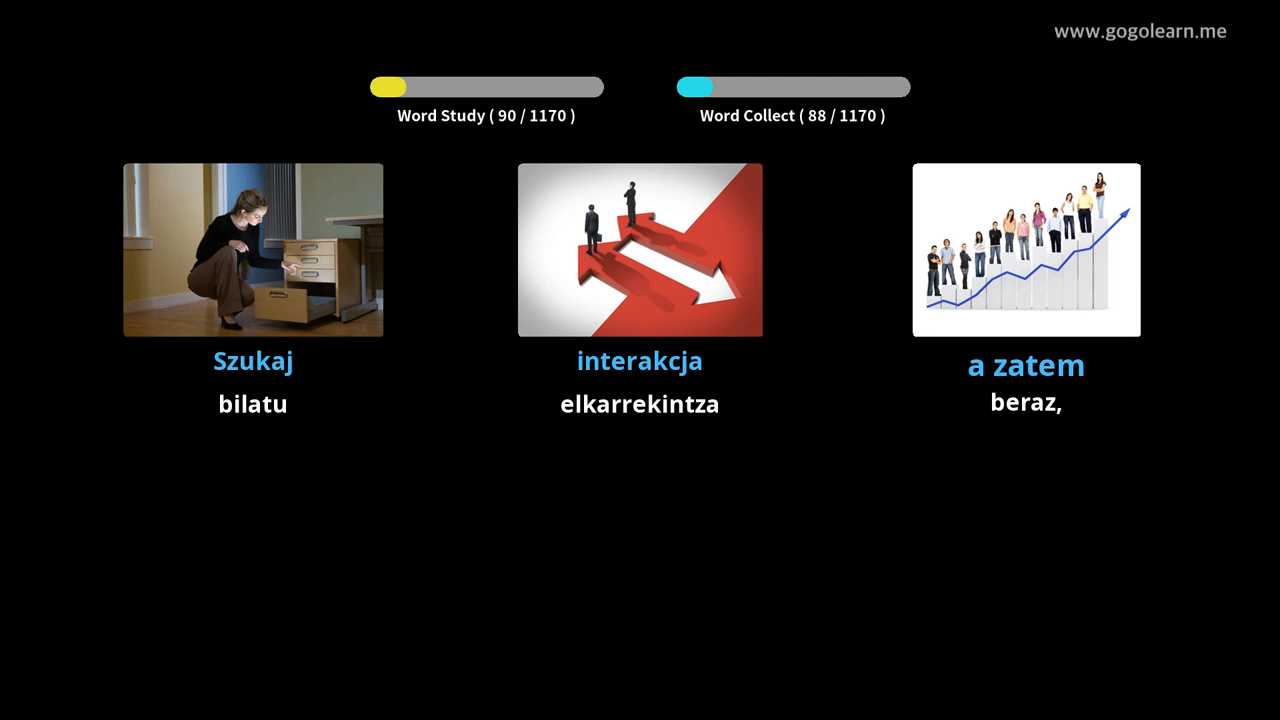 www.gogolearn.me
Word Study ( 90 / 1170 )
Word Collect ( 88 / 1170 )
Szukaj
bilatu
interakcja
elkarrekintza
a zatem
beraz,